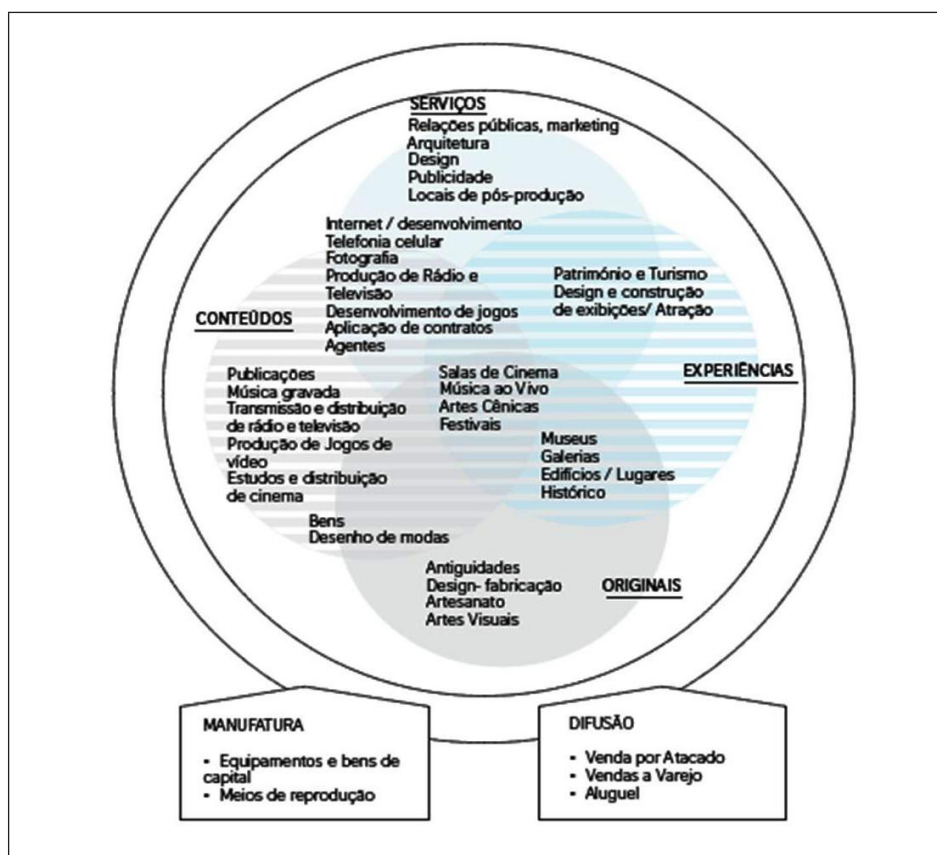 SERVIÇOS
Relações públicas, marketing
Arquitetura
Design
Publicidade
Locais de pós-produção
Internet / desenvolvimento
Telefonia celular
Fotografia
Produção de Rádio e
Televisão
Desenvolvimento de jogos
Aplicação de contratos
Agentes
Património e Turismo
Design e construção
de exibições/ Atração
CONTEÚDOS
EXPERIÊNCIAS
Publicações
Música gravada
Transmissão e distribuição
de rádio e televisão
Produção de Jogos de
vídeo
Estudos e distribuição
de cinema
Salas de Cinema
Música ao Vivo
Artes Cênicas
Festivais
Museus
Galerias
Edifícios / Lugares
Histórico
Bens
Desenho de modas
Antiguidades
Design- fabricação
Artesanato
Artes Visuais
ORIGINAIS
MANUFATURA
• Equipamentos e bens de
capital
• Meios de reprodução
DIFUSÃO
• Venda por Atacado
• Vendas a Varejo
• Aluguel